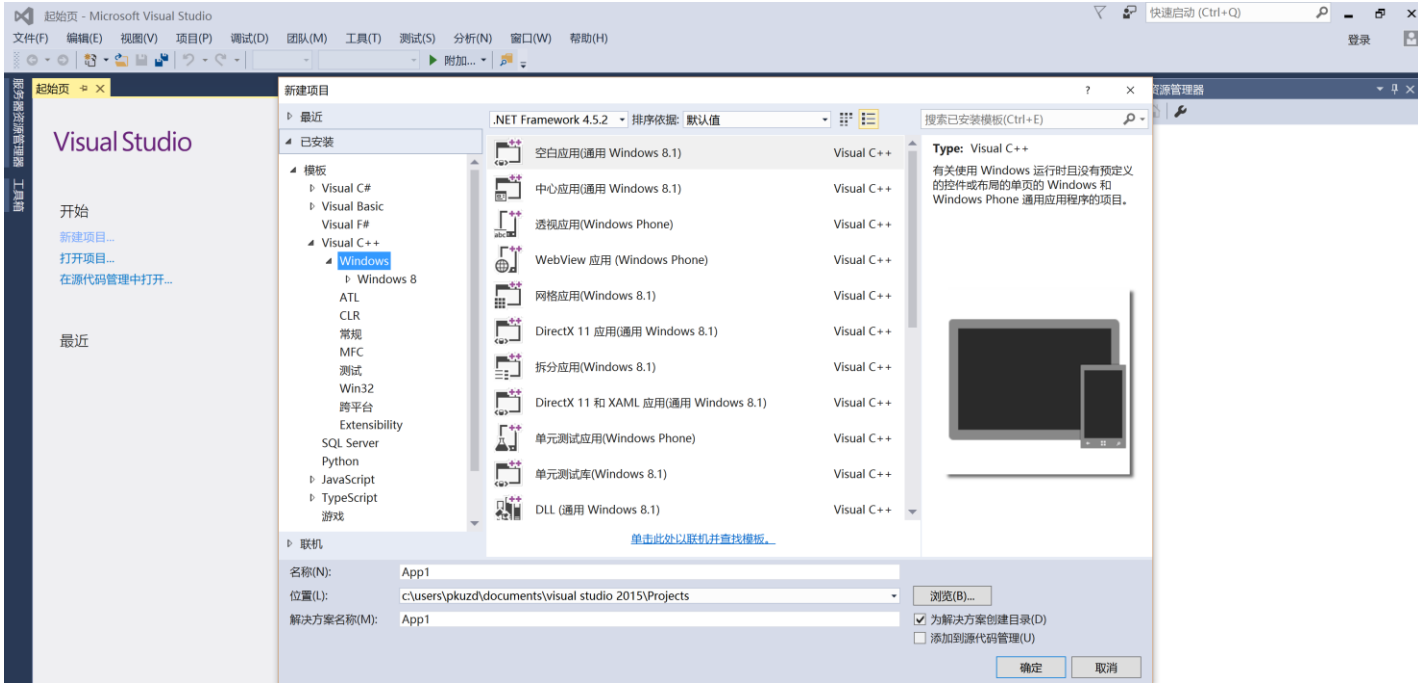 起始页 - Microsoft Visual Studio
快速启动 (Ctrl+Q)
文件(F) 编辑(E) 视图(V) 项目(P) 调试(D) 团队(M) 工具(T) 测试(S) 分析(N) 窗口(W) 帮助(H)
登录
附加...
服务器资源管理器
工具箱
起始页
Visual Studio
开始
新建项目...
打开项目...
在源代码管理中打开...
最近
资源管理器
新建项目
最近
已安装
模板
Visual C#
Visual Basic
Visual F#
Visual C++
Windows
Windows 8
ATL
CLR
常规
MFC
测试
Win32
跨平台
Extensibility
SQL Server
Python
JavaScript
TypeScript
游戏
联机
.NET Framework 4.5.2 排序依据: 默认值
搜索已安装模板(Ctrl+E)
空白应用(通用 Windows 8.1) Visual C++
中心应用(通用 Windows 8.1) Visual C++
透视应用(Windows Phone) Visual C++
WebView 应用 (Windows Phone) Visual C++
网格应用(Windows 8.1) Visual C++
DirectX 11 应用(通用 Windows 8.1) Visual C++
拆分应用(Windows 8.1) Visual C++
DirectX 11 和 XAML 应用(通用 Windows 8.1) Visual C++
单元测试应用(Windows Phone) Visual C++
单元测试库(Windows 8.1) Visual C++
DLL (通用 Windows 8.1) Visual C++
单击此处以联机并查找模板。
Type: Visual C++
有关使用 Windows 运行时且没有预定义
的控件或布局的单页的 Windows 和
Windows Phone 通用应用程序的项目。
名称(N): App1
位置(L): c:\users\pkuzd\documents\visual studio 2015\Projects
浏览(B)...
解决方案名称(M): App1
为解决方案创建目录(D)
添加到源代码管理(U)
确定 取消